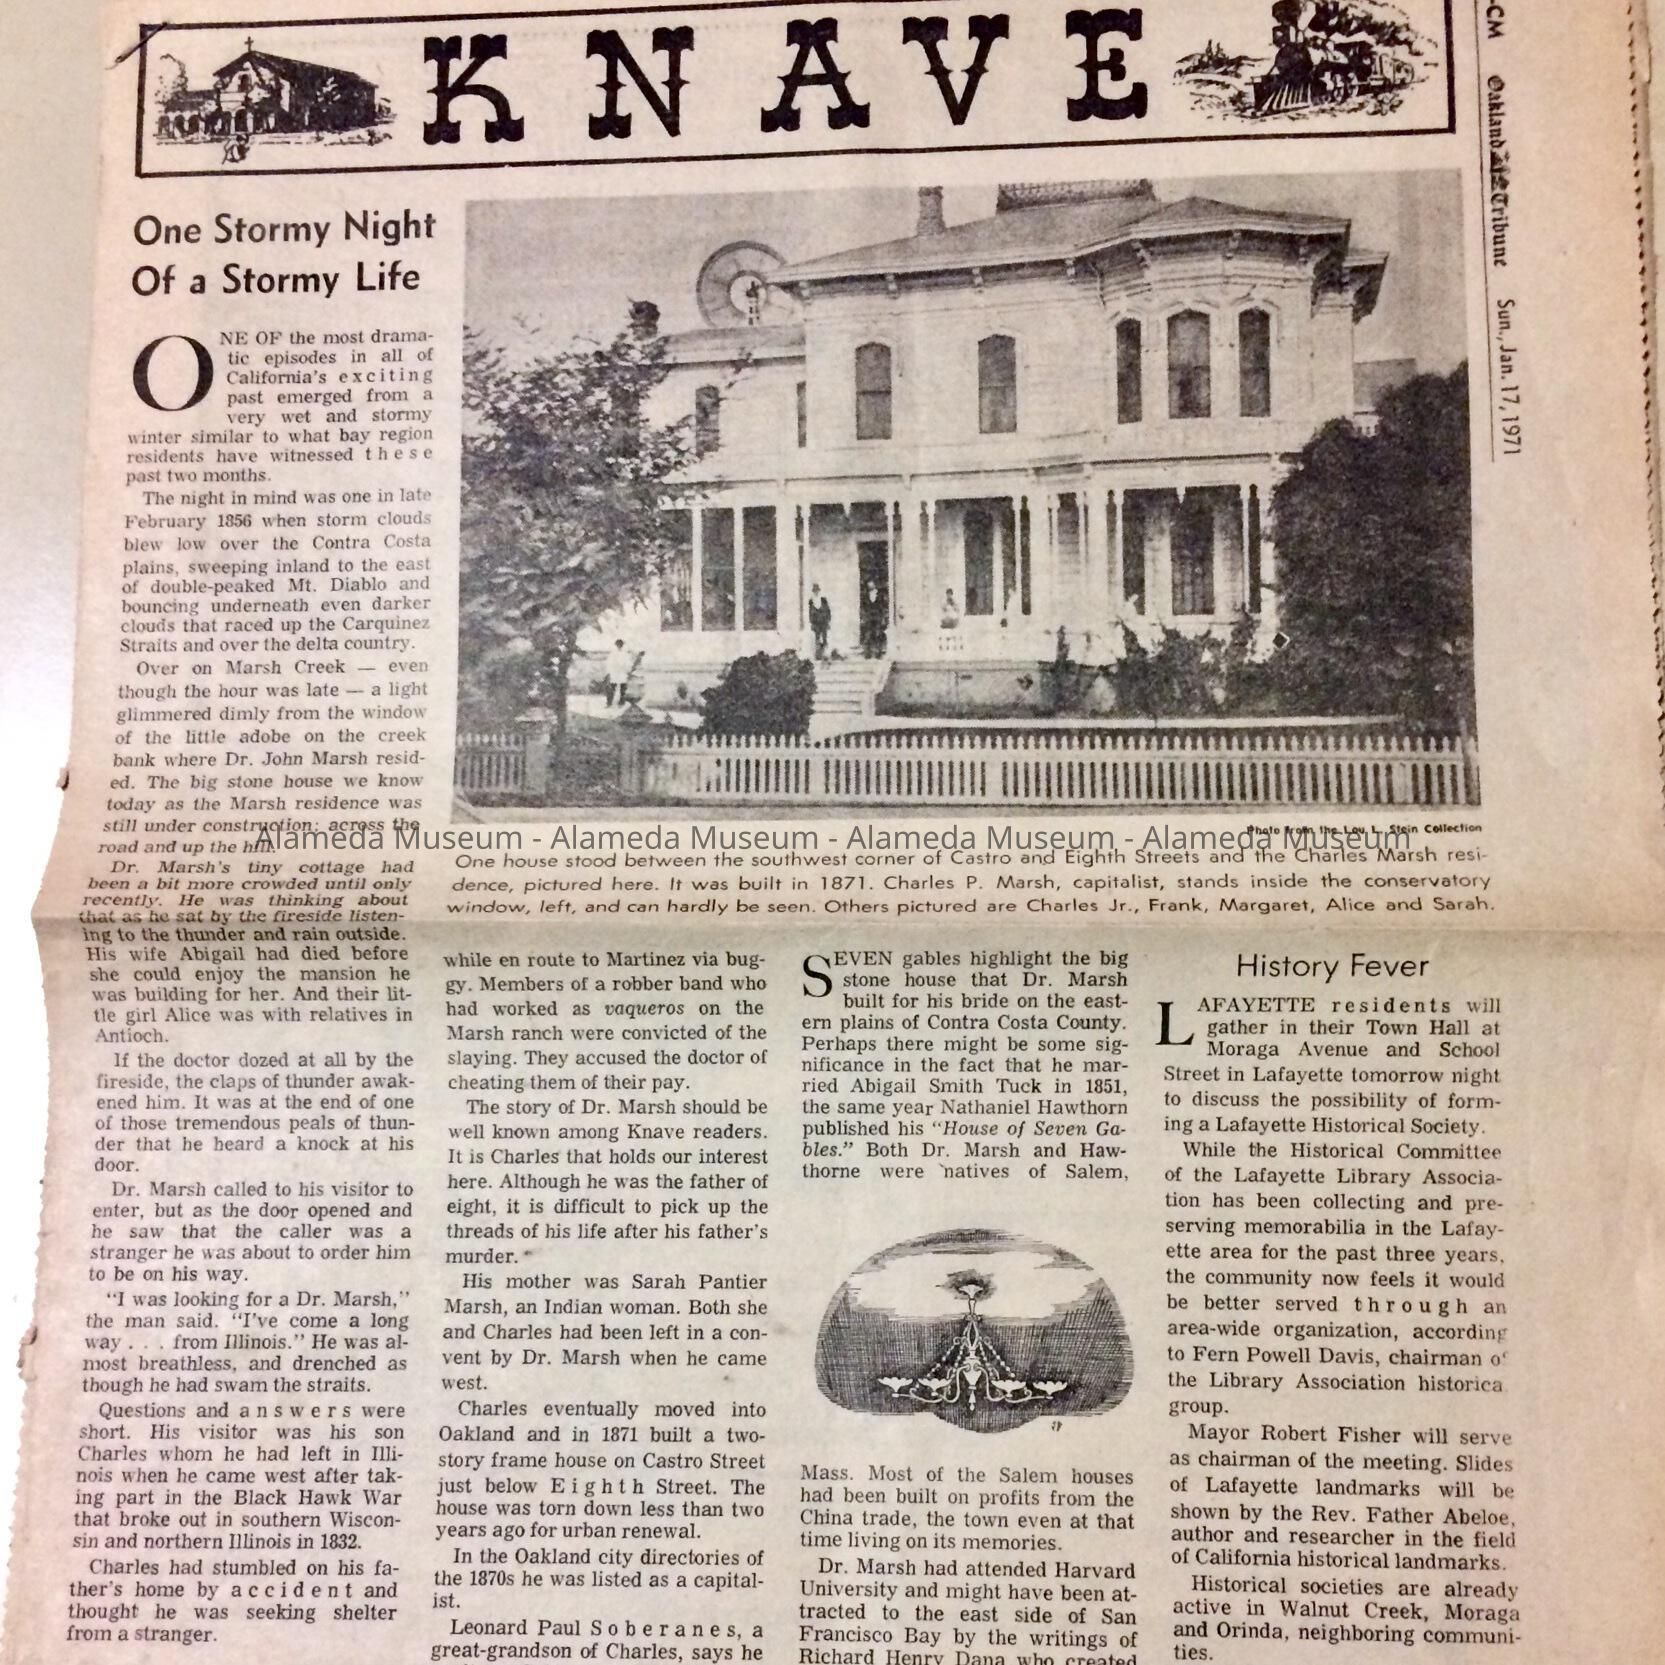 KNAVE
CM Oakland Tribune Sun., Jan. 17, 1971
One Stormy Night
Of a Stormy Life
ONE OF the most drama-
tic episodes in all of
California's exciting
past emerged from a
very wet and stormy
winter similar to what bay region
residents have witnessed these
past two months.
The night in mind was one in late
February 1856 when storm clouds
blew low over the Contra Costa
plains, sweeping inland to the east
of double-peaked Mt. Diablo and
bouncing underneath even darker
clouds that raced up the Carquinez
Straits and over the delta country.
Over on Marsh Creek — even
though the hour was late — a light
glimmered dimly from the window
of the little adobe on the creek
bank where Dr. John Marsh resid-
ed. The big stone house we know
today as the Marsh residence was
still under construction; across the
road and up the hill.
Dr. Marsh's tiny cottage had
been a bit more crowded until only
recently. He was thinking about
that as he sat by the fireside listen-
ing to the thunder and rain outside.
His wife Abigail had died before
she could enjoy the mansion he
was building for her. And their lit-
tle girl Alice was with relatives in
Antioch.
If the doctor dozed at all by the
fireside, the claps of thunder awak-
ened him. It was at the end of one
of those tremendous peals of thun-
der that he heard a knock at his
door.
Dr. Marsh called to his visitor to
enter, but as the door opened and
he saw that the caller was a
stranger he was about to order him
to be on his way.
"I was looking for a Dr. Marsh,"
the man said. "I've come a long
way . . . from Illinois." He was al-
most breathless, and drenched as
though he had swam the straits.
Questions and answers were
short. His visitor was his son
Charles whom he had left in Illi-
nois when he came west after tak-
ing part in the Black Hawk War
that broke out in southern Wiscon-
sin and northern Illinois in 1832.
Charles had stumbled on his fa-
ther's home by accident and
thought he was seeking shelter
from a stranger.
Photo from the Lou L. Stein Collection
Alameda Museum - Alameda Museum - Alameda Museum - Alameda Museum
One house stood between the southwest corner of Castro and Eighth Streets and the Charles Marsh resi-
dence, pictured here. It was built in 1871. Charles P. Marsh, capitalist, stands inside the conservatory
window, left, and can hardly be seen. Others pictured are Charles Jr., Frank, Margaret, Alice and Sarah.
while en route to Martinez via bug-
gy. Members of a robber band who
had worked as vaqueros on the
Marsh ranch were convicted of the
slaying. They accused the doctor of
cheating them of their pay.
The story of Dr. Marsh should be
well known among Knave readers.
It is Charles that holds our interest
here. Although he was the father of
eight, it is difficult to pick up the
threads of his life after his father's
murder.
His mother was Sarah Pantier
Marsh, an Indian woman. Both she
and Charles had been left in a con-
vent by Dr. Marsh when he came
west.
Charles eventually moved into
Oakland and in 1871 built a two-
story frame house on Castro Street
just below Eighth Street. The
house was torn down less than two
years ago for urban renewal.
In the Oakland city directories of
the 1870s he was listed as a capital-
ist.
Leonard Paul Soberanes, a
great-grandson of Charles, says he
SEVEN gables highlight the big
stone house that Dr. Marsh
built for his bride on the east-
ern plains of Contra Costa County.
Perhaps there might be some sig-
nificance in the fact that he mar-
ried Abigail Smith Tuck in 1851,
the same year Nathaniel Hawthorn
published his "House of Seven Ga-
bles." Both Dr. Marsh and Haw-
thorne were natives of Salem,
Mass. Most of the Salem houses
had been built on profits from the
China trade, the town even at that
time living on its memories.
Dr. Marsh had attended Harvard
University and might have been at-
tracted to the east side of San
Francisco Bay by the writings of
Richard Henry Dana who created
History Fever
LAFAYETTE residents will
gather in their Town Hall at
Moraga Avenue and School
Street in Lafayette tomorrow night
to discuss the possibility of form-
ing a Lafayette Historical Society.
While the Historical Committee
of the Lafayette Library Associa-
tion has been collecting and pre-
serving memorabilia in the Lafay-
ette area for the past three years,
the community now feels it would
be better served through an
area-wide organization, according
to Fern Powell Davis, chairman o
the Library Association historica
group.
Mayor Robert Fisher will serve
as chairman of the meeting. Slides
of Lafayette landmarks will be
shown by the Rev. Father Abeloe,
author and researcher in the field
of California historical landmarks.
Historical societies are already
active in Walnut Creek, Moraga
and Orinda, neighboring communi-
ties.